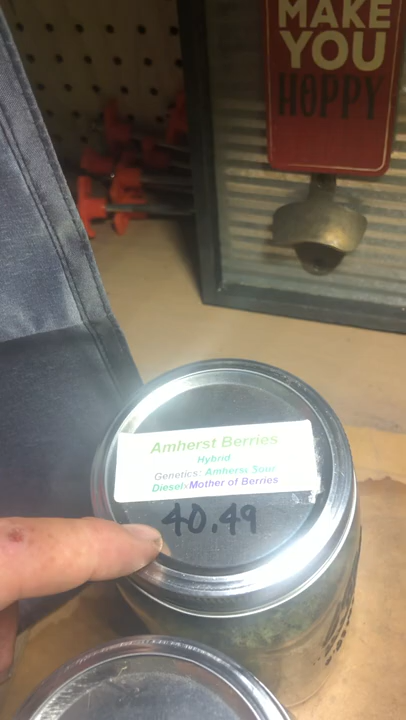 MAKE
YOU
HOPPY
Amherst Berries
Hybrid
Genetics: Amherst Sour
Diesel× Mother of Berries
40.49